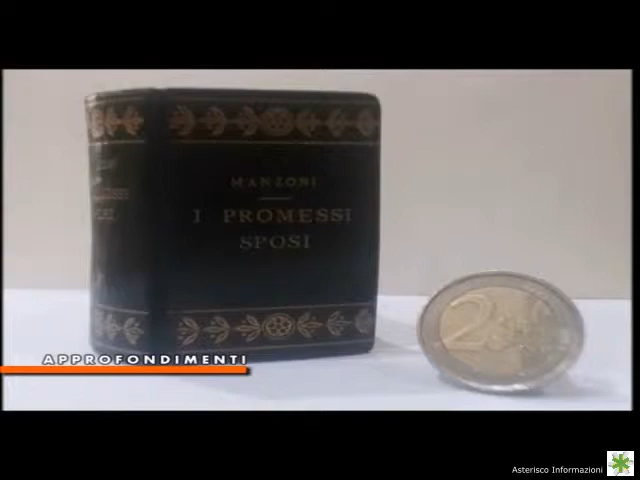 MANZONI
I PROMESSI
SPOSI
2
APPROFONDIMENTI
Asterisco Informazioni